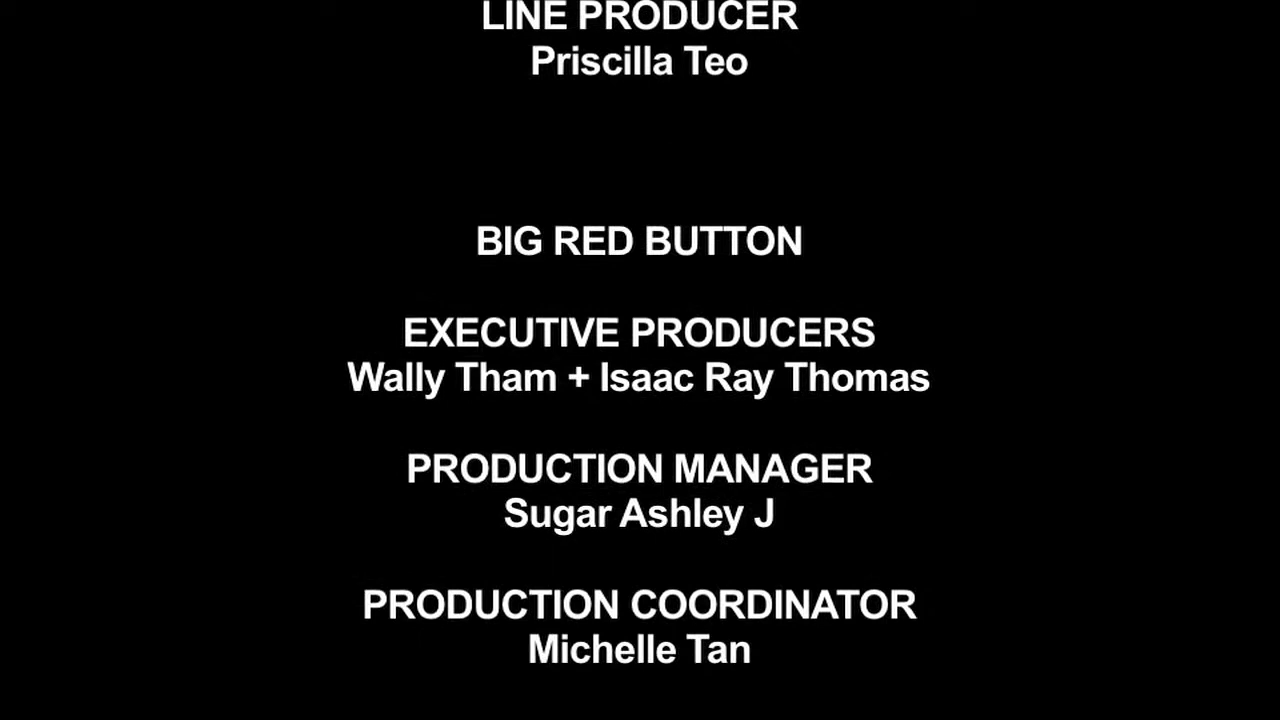 LINE PRODUCER
Priscilla Teo
BIG RED BUTTON
EXECUTIVE PRODUCERS
Wally Tham + Isaac Ray Thomas
PRODUCTION MANAGER
Sugar Ashley J
PRODUCTION COORDINATOR
Michelle Tan